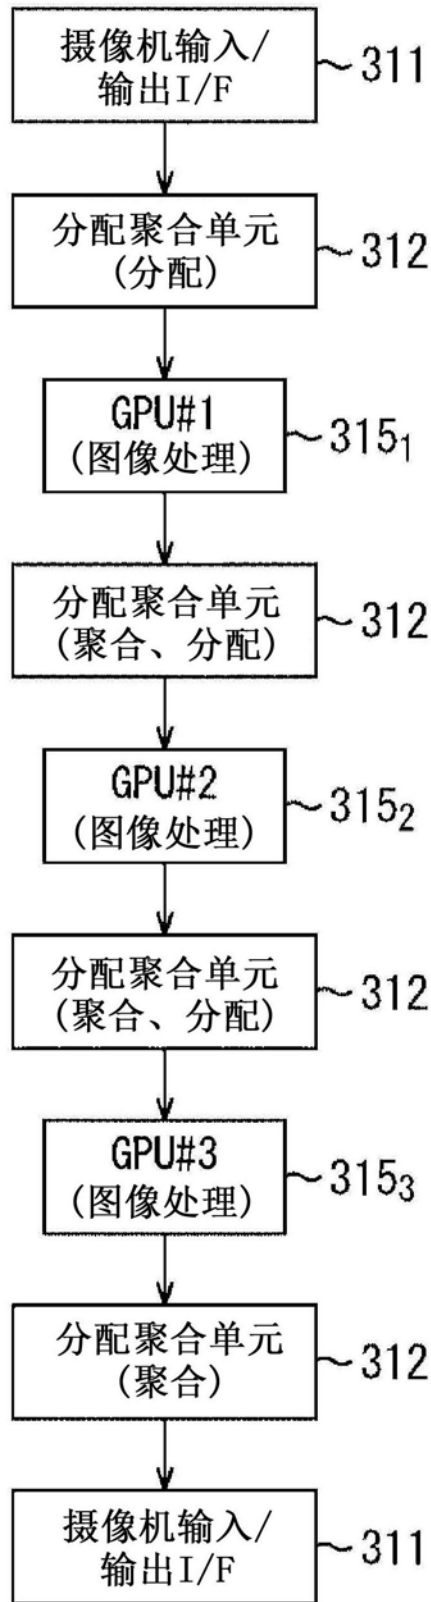 摄像机输入/
输出I/F
311
分配聚合单元
(分配)
312
GPU#1
(图像处理)
315₁
分配聚合单元
(聚合、分配)
312
GPU#2
(图像处理)
315₂
分配聚合单元
(聚合、分配)
312
GPU#3
(图像处理)
315₃
分配聚合单元
(聚合)
312
摄像机输入/
输出I/F
311